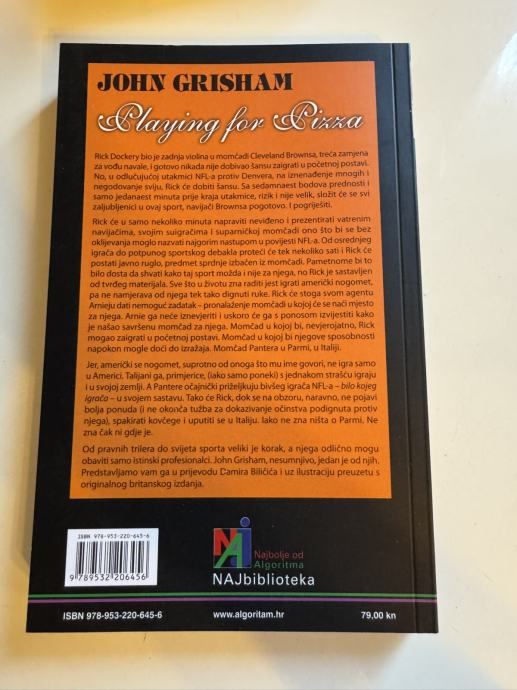 JOHN GRISHAM
Playing for Pizza
Rick Dockery bio je zadnja violina u momčadi Cleveland Brownsa, treća zamjena
za vođu navale, i gotovo nikada nije dobivao šansu zaigrati u početnoj postavi.
No, u odlučujućoj utakmici NFL-a protiv Denvera, na iznenađenje mnogih i
negodovanje sviju, Rick će dobiti šansu. Sa sedamnaest bodova prednosti i
samo jedanaest minuta prije kraja utakmice, rizik i nije velik, složit će se svi
zaljubljenici u ovaj sport, navijači Brownsa pogotovo. I pogriješiti.
Rick će u samo nekoliko minuta napraviti neviđeno i prezentirati vatrenim
navijačima, svojim suigračima I suparničkoj momčadi ono što bi se bez
oklijevanja moglo nazvati najgorim nastupom u povijesti NFL-a. Od osrednjeg
igrača do potpunog sportskog debakla proteći će tek nekoliko sati i Rick će
postati javno ruglo, predmet sprdnje izbačen iz momčadi. Pametnome bi to
bilo dosta da shvati kako taj sport možda i nije za njega, no Rick je sastavljen
od tvrđeg materijala. Sve što u životu zna raditi jest igrati američki nogomet,
pa ne namjerava od njega tek tako dignuti ruke. Rick će stoga svom agentu
Arnieju dati nemoguć zadatak – pronalaženje momčadi u kojoj će se naći mjesto
za njega. Arnie ga neće iznevjeriti i uskoro će ga s ponosom izvijestiti kako
je našao savršenu momčad za njega. Momčad u kojoj bi, nevjerojatno, Rick
mogao zaigrati u početnoj postavi. Momčad u kojoj bi njegove sposobnosti
napokon mogle doći do izražaja. Momčad Pantera u Parmi, u Italiji.
Jer, američki se nogomet, suprotno od onoga što mu ime govori, ne igra samo
u Americi. Talijani ga, primjerice, (iako samo poneki) s jednakom strašću igraju
i u svojoj zemlji. A Pantere očajnički priželjkuju bivšeg igrača NFL-a – bilo kojeg
igrača – u svojem sastavu. Tako će Rick, dok se na obzoru, naravno, ne pojavi
bolja ponuda (i ne okonča tužba za dokazivanje očinstva podignuta protiv
njega), spakirati kovčege i uputiti se u Italiju. Iako ne zna ništa o Parmi. Ne
zna čak ni gdje je.
Od pravnih trilera do svijeta sporta veliki je korak, a njega odlično mogu
obaviti samo istinski profesionalci. John Grisham, nesumnjivo, jedan je od njih.
Predstavljamo vam ga u prijevodu Damira Biličića i uz ilustraciju preuzetu s
originalnog britanskog izdanja.
ISBN 978-953-220-645-6
9 789532 206456
NAJ
Najbolje od
Algoritma
NAJbiblioteka
ISBN 978-953-220-645-6
www.algoritam.hr
79,00 kn